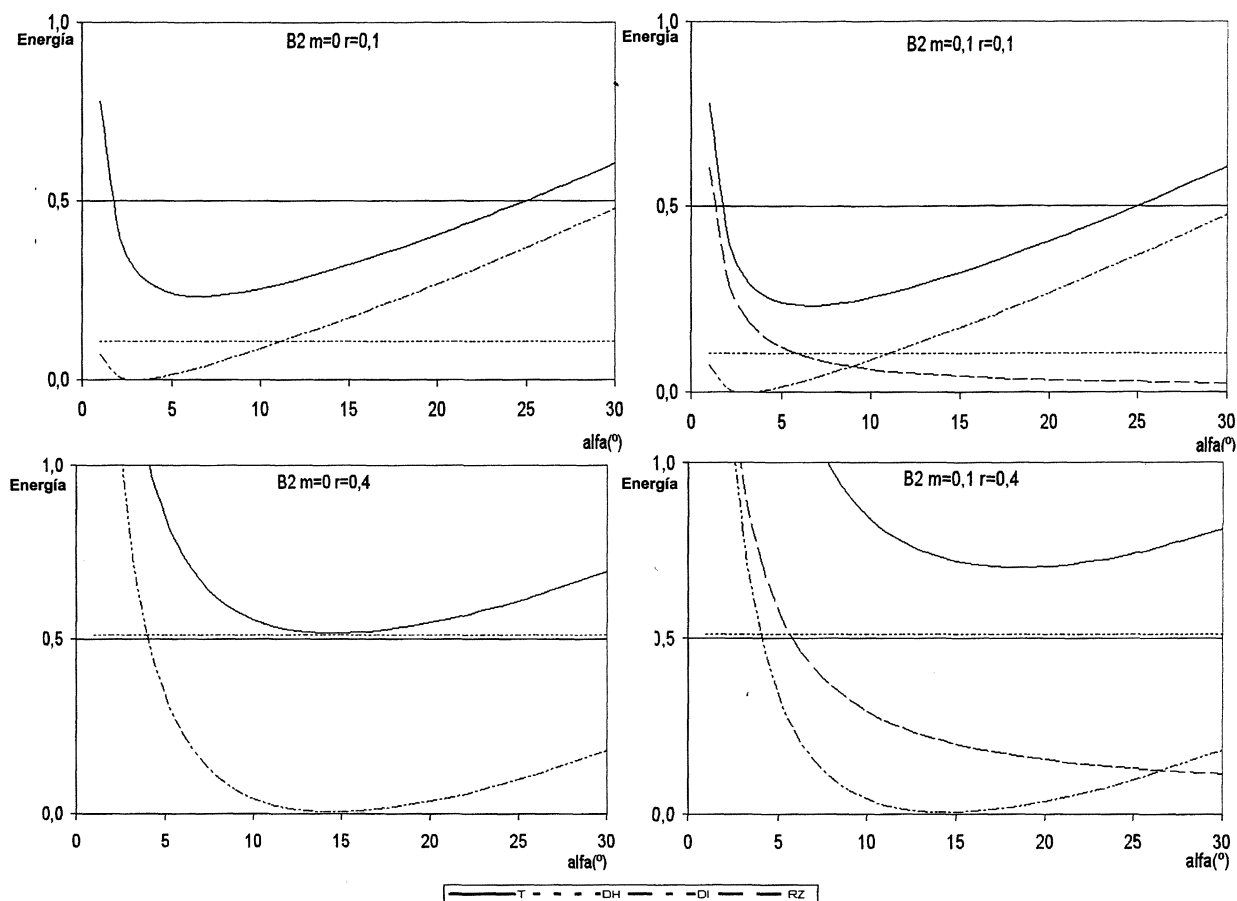 1,0
Energía
B2 m=0 r=0,1
0,5
0,0
0 5 10 15 20 25 30
alfa(º)
1,0
Energía
B2 m=0,1 r=0,1
0,5
0,0
0 5 10 15 20 25 30
alfa(º)
1,0
Energía
B2 m=0 r=0,4
0,5
0,0
0 5 10 15 20 25 30
alfa(º)
1,0
Energía
B2 m=0,1 r=0,4
3,5
0,0
0 5 10 15 20 25 30
alfa(º)
T DH DI RZ